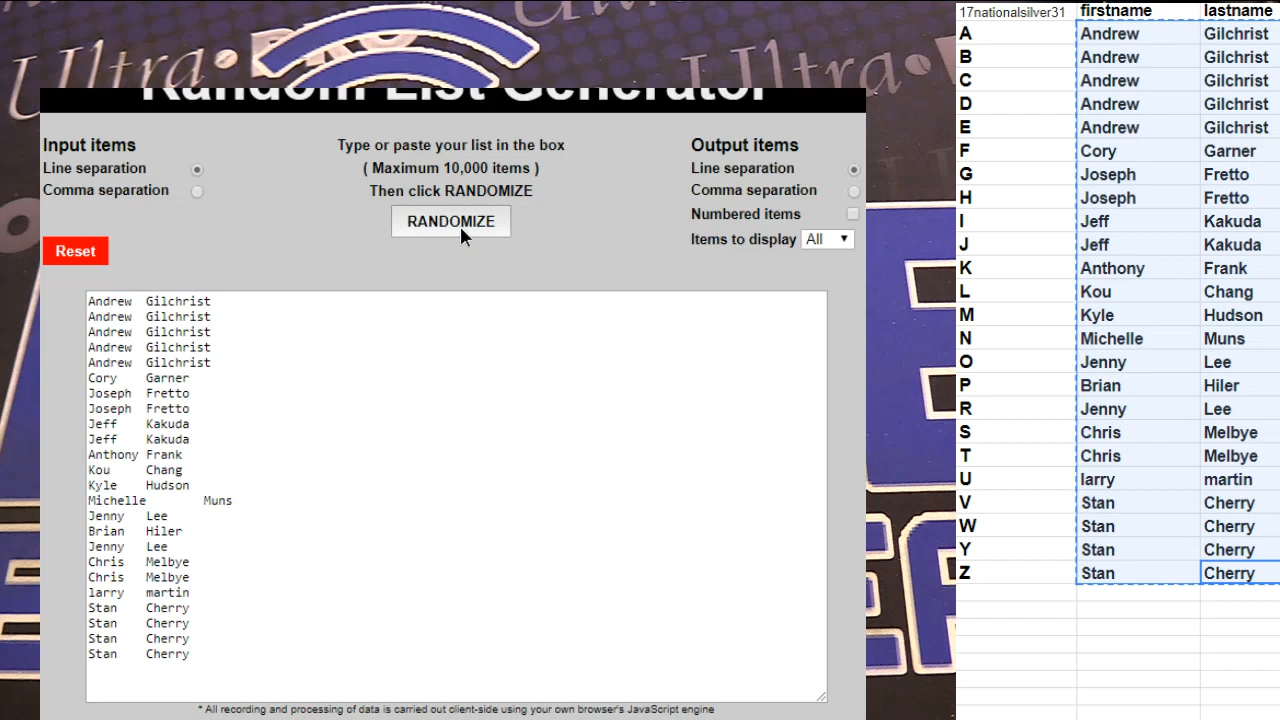 Ultra•PRO
Random List Generator
Input items
Line separation
Comma separation
Reset
Type or paste your list in the box
( Maximum 10,000 items )
Then click RANDOMIZE
RANDOMIZE
Output items
Line separation
Comma separation
Numbered items
Items to display All
Andrew Gilchrist
Andrew Gilchrist
Andrew Gilchrist
Andrew Gilchrist
Andrew Gilchrist
Cory Garner
Joseph Fretto
Joseph Fretto
Jeff Kakuda
Jeff Kakuda
Anthony Frank
Kou Chang
Kyle Hudson
Michelle Muns
Jenny Lee
Brian Hiler
Jenny Lee
Chris Melbye
Chris Melbye
larry martin
Stan Cherry
Stan Cherry
Stan Cherry
Stan Cherry
* All recording and processing of data is carried out client-side using your own browser's JavaScript engine
17nationalsilver31 firstname lastname
A Andrew Gilchrist
B Andrew Gilchrist
C Andrew Gilchrist
D Andrew Gilchrist
E Andrew Gilchrist
F Cory Garner
G Joseph Fretto
H Joseph Fretto
I Jeff Kakuda
J Jeff Kakuda
K Anthony Frank
L Kou Chang
M Kyle Hudson
N Michelle Muns
O Jenny Lee
P Brian Hiler
R Jenny Lee
S Chris Melbye
T Chris Melbye
U larry martin
V Stan Cherry
W Stan Cherry
Y Stan Cherry
Z Stan Cherry